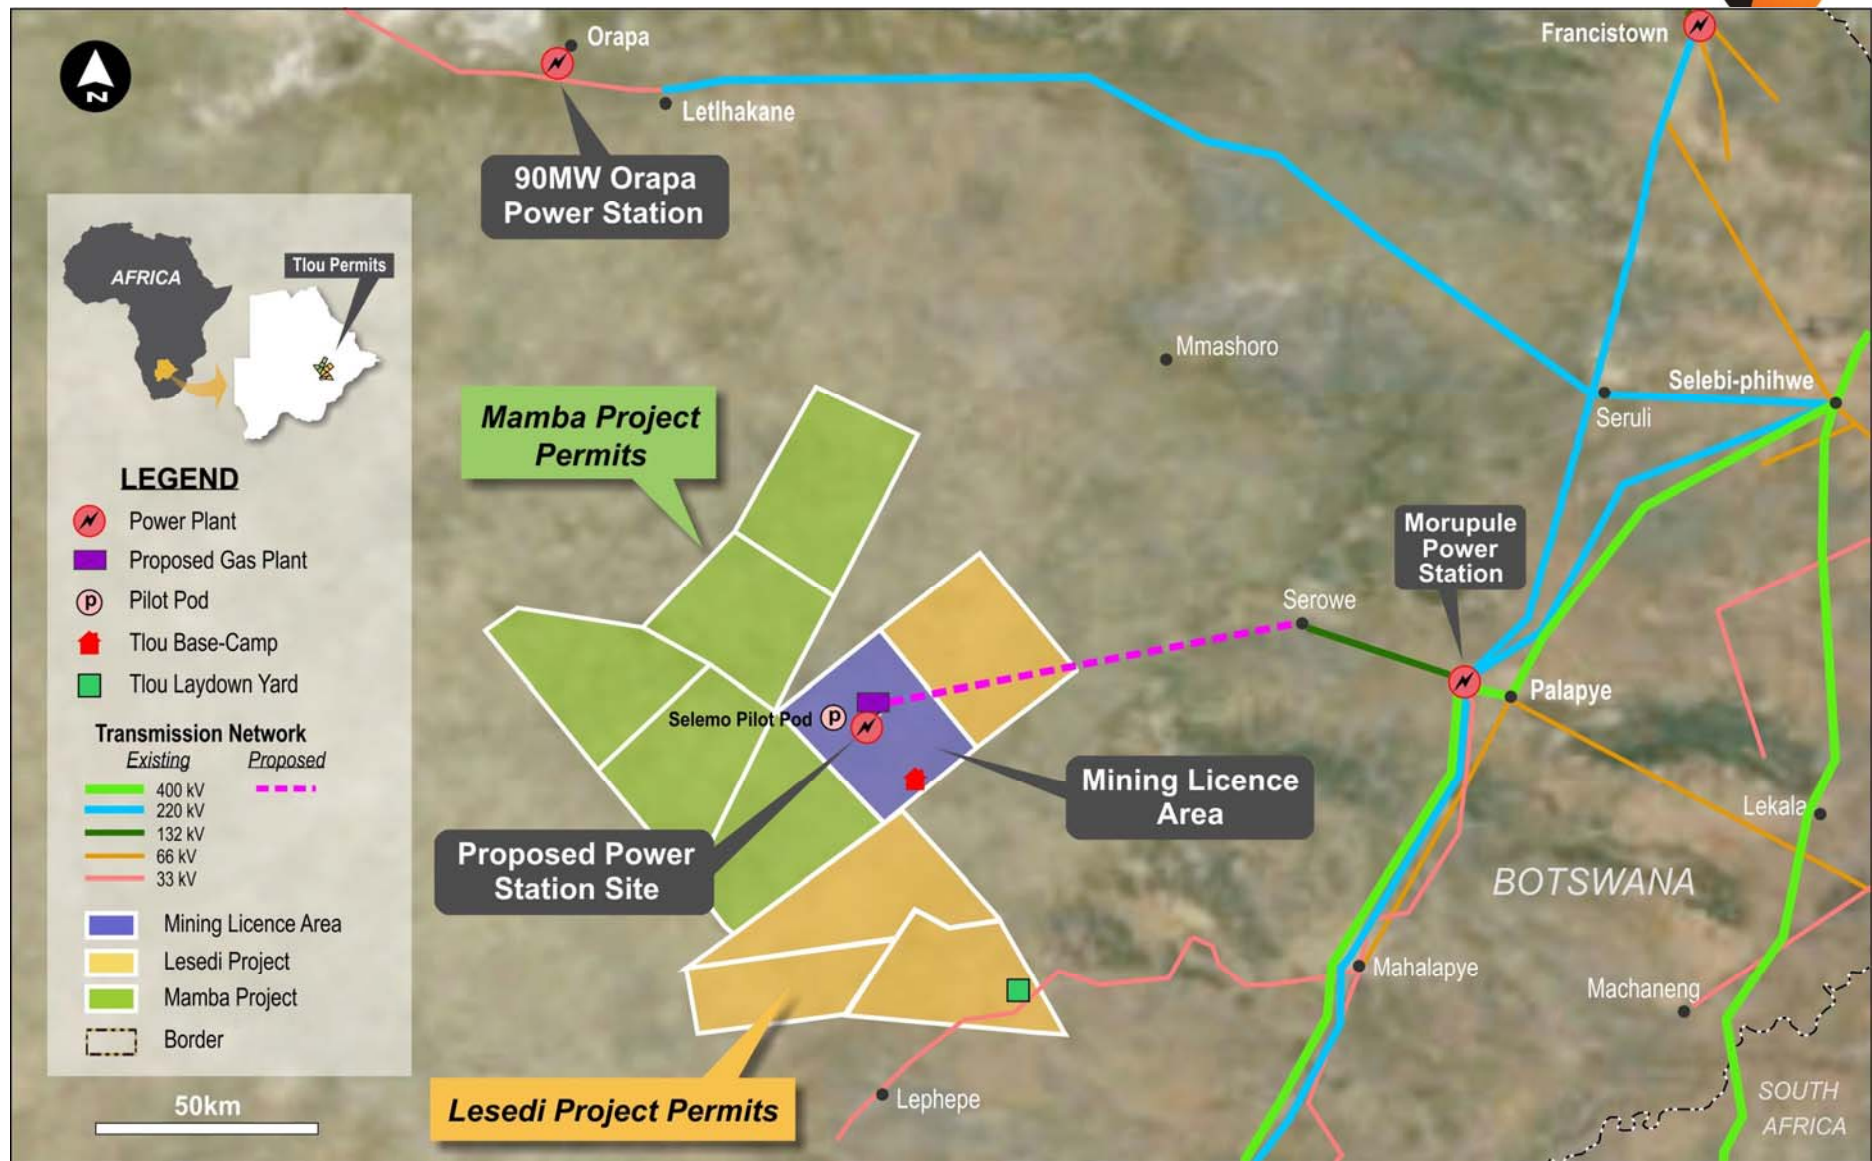 Orapa
Francistown
Letlhakane
90MW Orapa
Power Station
N
AFRICA
Tlou Permits
Mmashoro
Selebi-phihwe
Seruli
Mamba Project
Permits
LEGEND
Power Plant
Proposed Gas Plant
p
Pilot Pod
Tlou Base-Camp
Tlou Laydown Yard
Transmission Network
Existing
Proposed
400 kV
220 kV
132 kV
66 kV
33 kV
Mining Licence Area
Lesedi Project
Mamba Project
Border
50km
Morupule
Power
Station
Serowe
Palapye
Selemo Pilot Pod
p
Mining Licence
Area
Lekala
Proposed Power
Station Site
BOTSWANA
Mahalapye
Machaneng
Lesedi Project Permits
Lephepe
SOUTH
AFRICA